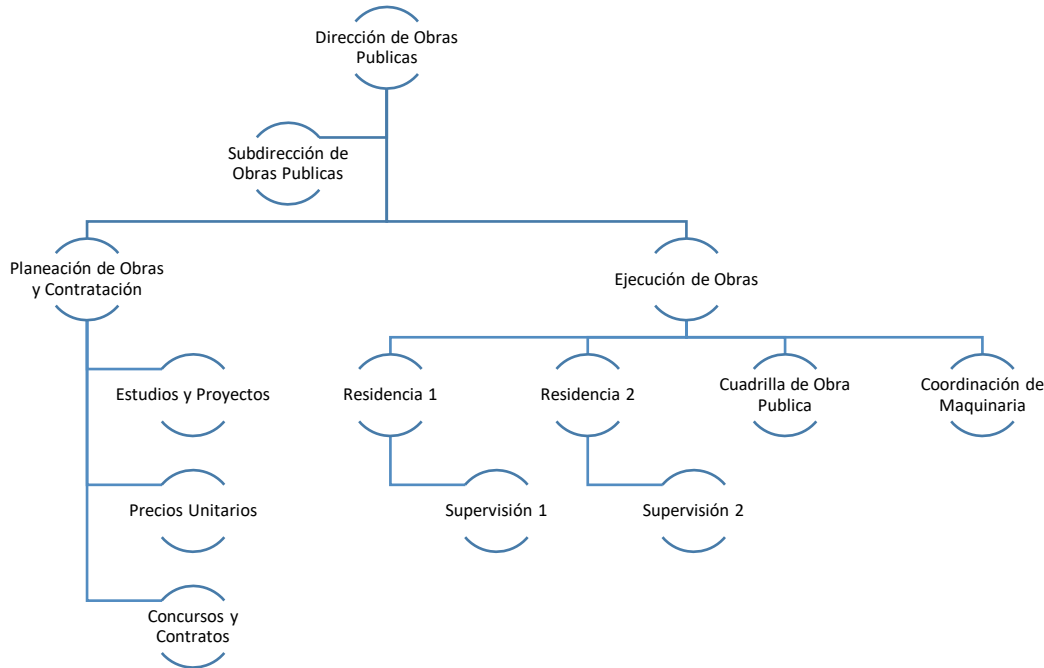 Dirección de Obras
Publicas
Subdirección de
Obras Publicas
Planeación de Obras
y Contratación
Ejecución de Obras
Estudios y Proyectos
Residencia 1
Residencia 2
Cuadrilla de Obra
Publica
Coordinación de
Maquinaria
Precios Unitarios
Supervisión 1
Supervisión 2
Concursos y
Contratos